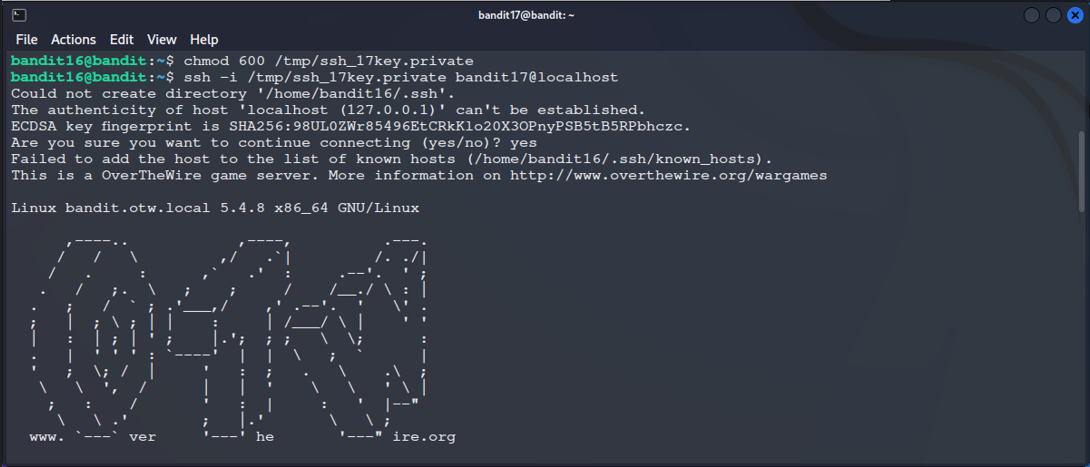 bandit17@bandit: ~
File Actions Edit View Help
bandit16@bandit:~$ chmod 600 /tmp/ssh_17key.private
bandit16@bandit:~$ ssh -i /tmp/ssh_17key.private bandit17@localhost
Could not create directory '/home/bandit16/.ssh'.
The authenticity of host 'localhost (127.0.0.1)' can't be established.
ECDSA key fingerprint is SHA256:98UL0ZWr85496EtCRkKlo20X3OPnyPSB5tB5RPbhczc.
Are you sure you want to continue connecting (yes/no)? yes
Failed to add the host to the list of known hosts (/home/bandit16/.ssh/known_hosts).
This is a OverTheWire game server. More information on http://www.overthewire.org/wargames
Linux bandit.otw.local 5.4.8 x86_64 GNU/Linux
www. ver he ire.org